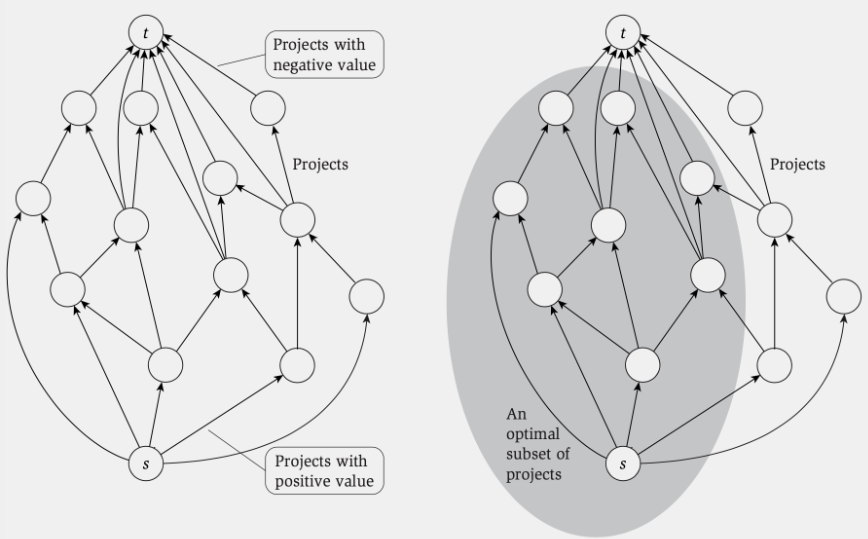 t
Projects with
negative value
Projects
s
Projects with
positive value
t
Projects
An
optimal
subset of
projects
s